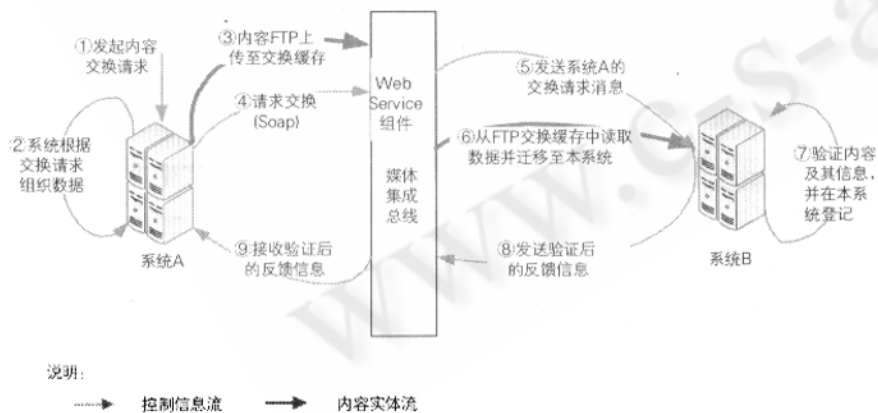 ①发起内容
交换请求
③内容FTP上
传至交换缓存
②系统根据
交换请求
组织数据
④请求交换
(Soap)
Web
Service
组件
媒体
集成
总线
⑤发送系统A的
交换请求消息
⑥从FTP交换缓存中读取
数据并迁移至本系统
⑦验证内容
及其信息，
并在本系
统登记
⑧发送验证后
的反馈信息
⑨接收验证后
的反馈信息
系统A
系统B
说明：
控制信息流
内容实体流
www.c-s-a